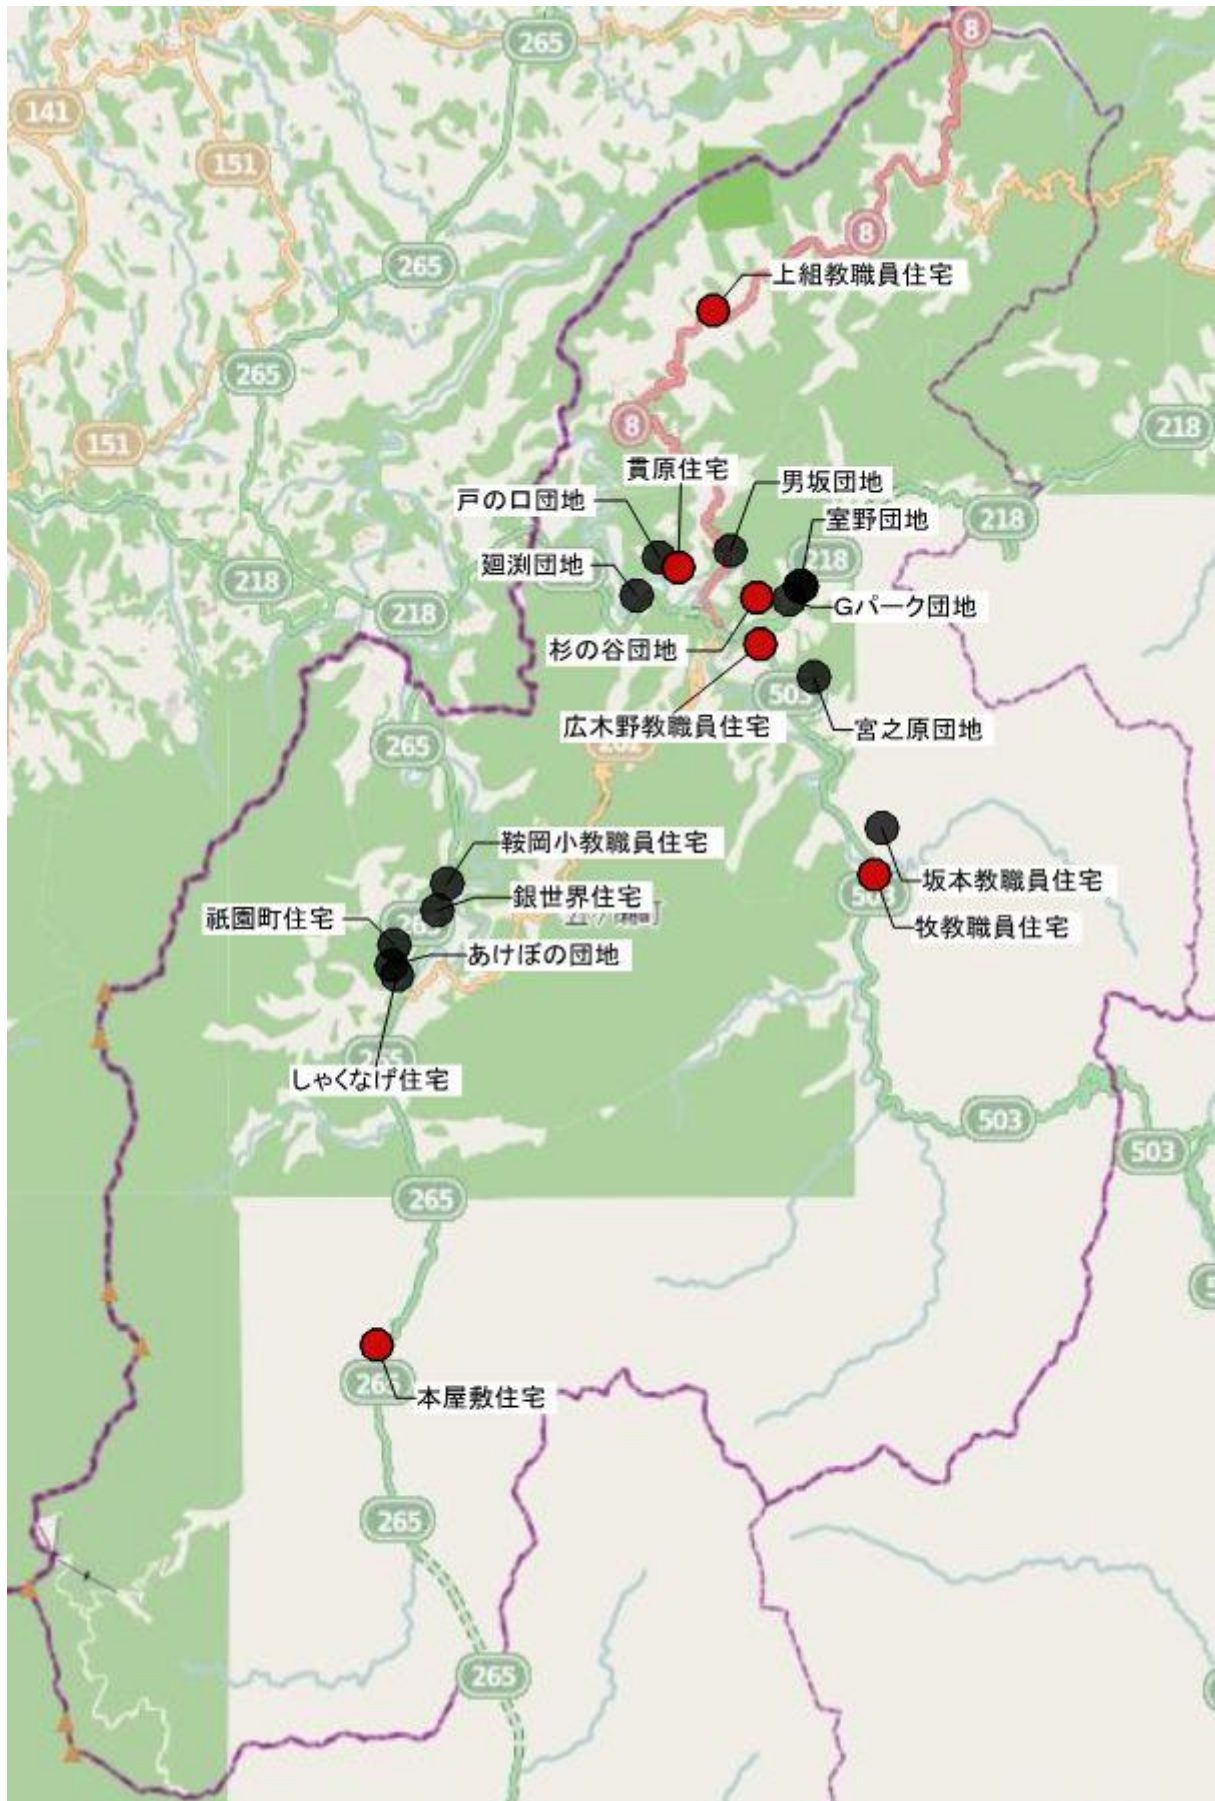 8
265
141
151
8
265
上組教職員住宅
265
8
218
151
貫原住宅
男坂団地
戸の口団地
室野団地
218
218
廻渕団地
218
Gパーク団地
218
杉の谷団地
503
広木野教職員住宅
宮之原団地
265
鞍岡小教職員住宅
坂本教職員住宅
銀世界住宅
祇園町住宅
牧教職員住宅
あけぼの団地
265
しゃくなげ住宅
503
503
265
265
本屋敷住宅
265
265